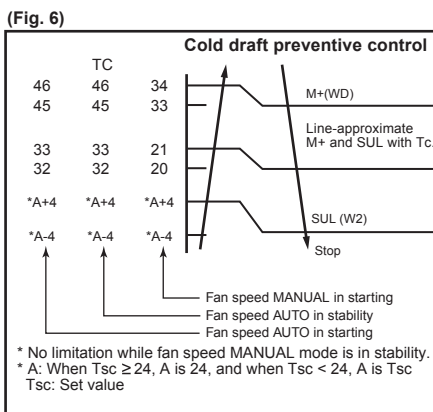 (Fig. 6)
Cold draft preventive control
TC
46 46 34
45 45 33
33 33 21
32 32 20
*A+4 *A+4 *A+4
*A-4 *A-4 *A-4
M+(WD)
Line-approximate
M+ and SUL with Tc.
SUL (W2)
Stop
Fan speed MANUAL in starting
Fan speed AUTO in stability
Fan speed AUTO in starting
* No limitation while fan speed MANUAL mode is in stability.
* A: When Tsc ≥ 24, A is 24, and when Tsc < 24, A is Tsc
Tsc: Set value